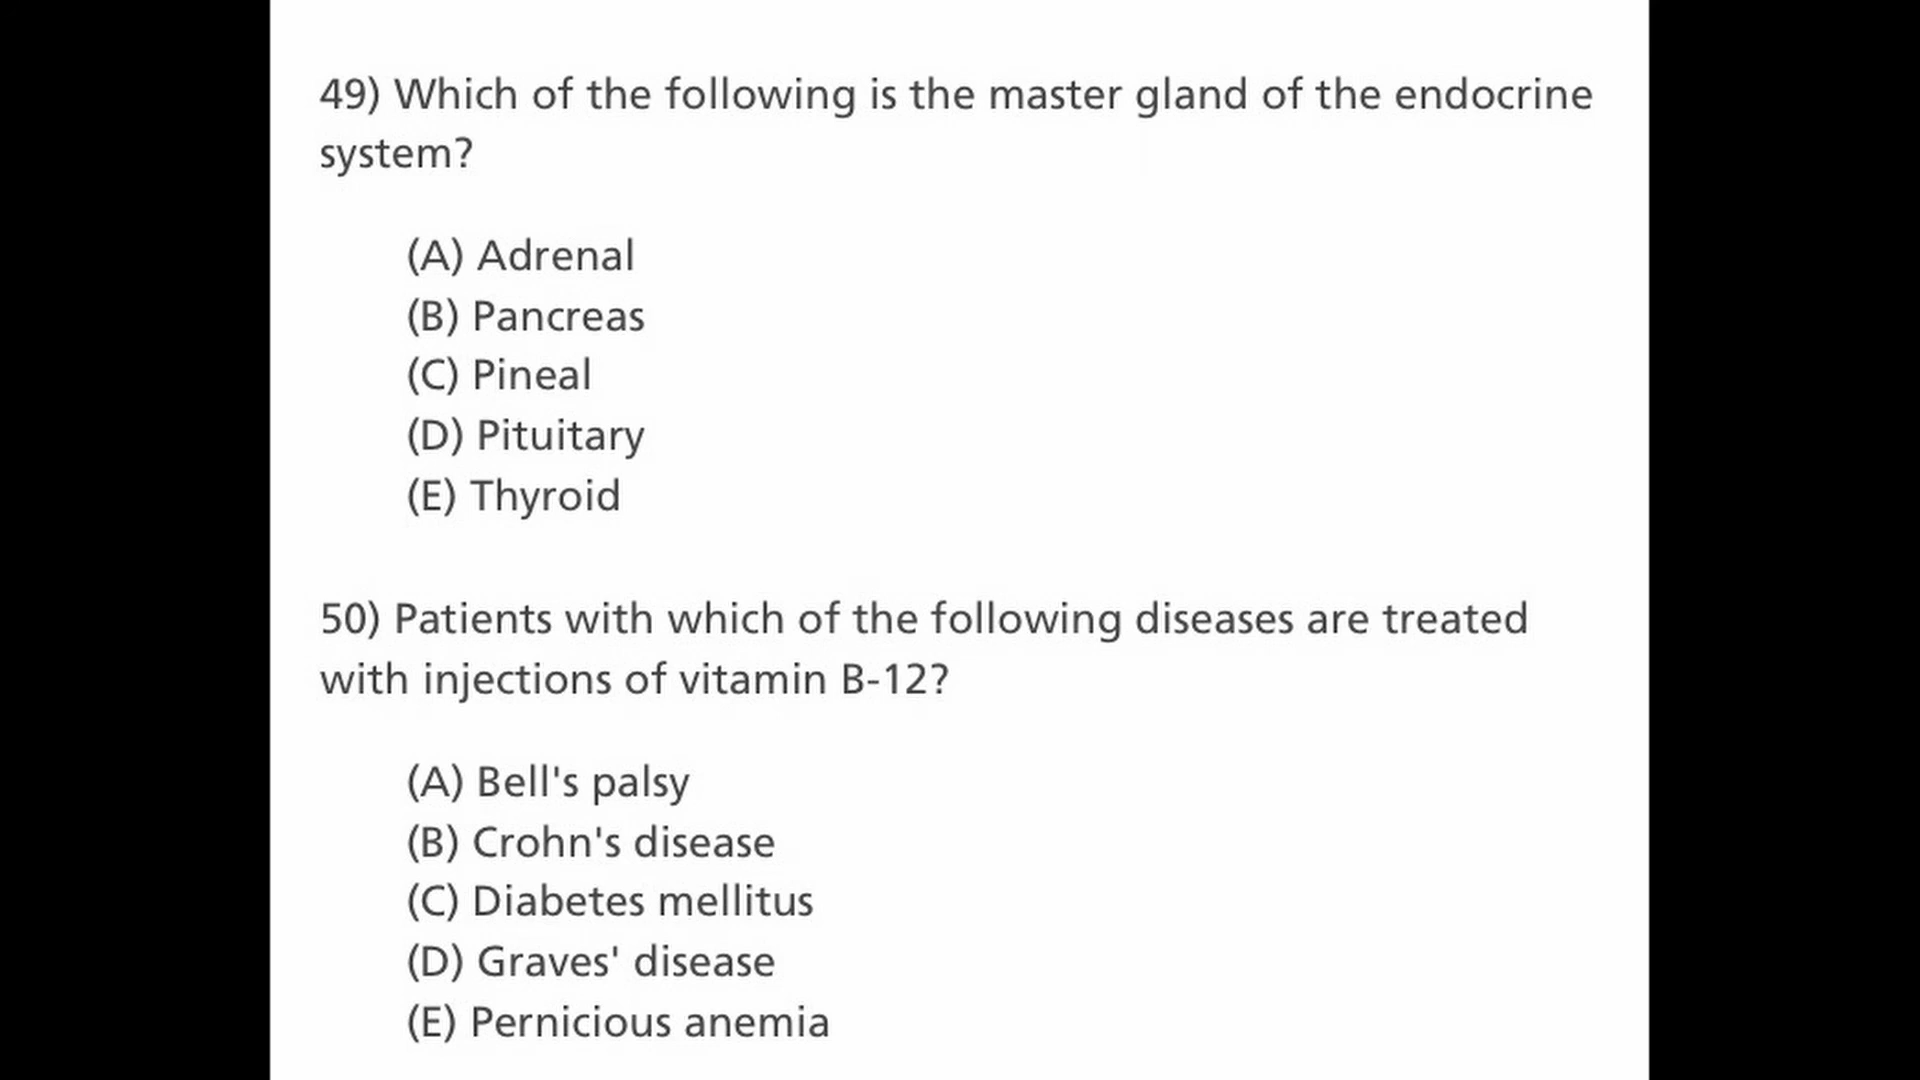 49) Which of the following is the master gland of the endocrine
system?
(A) Adrenal
(B) Pancreas
(C) Pineal
(D) Pituitary
(E) Thyroid
50) Patients with which of the following diseases are treated
with injections of vitamin B-12?
(A) Bell's palsy
(B) Crohn's disease
(C) Diabetes mellitus
(D) Graves' disease
(E) Pernicious anemia